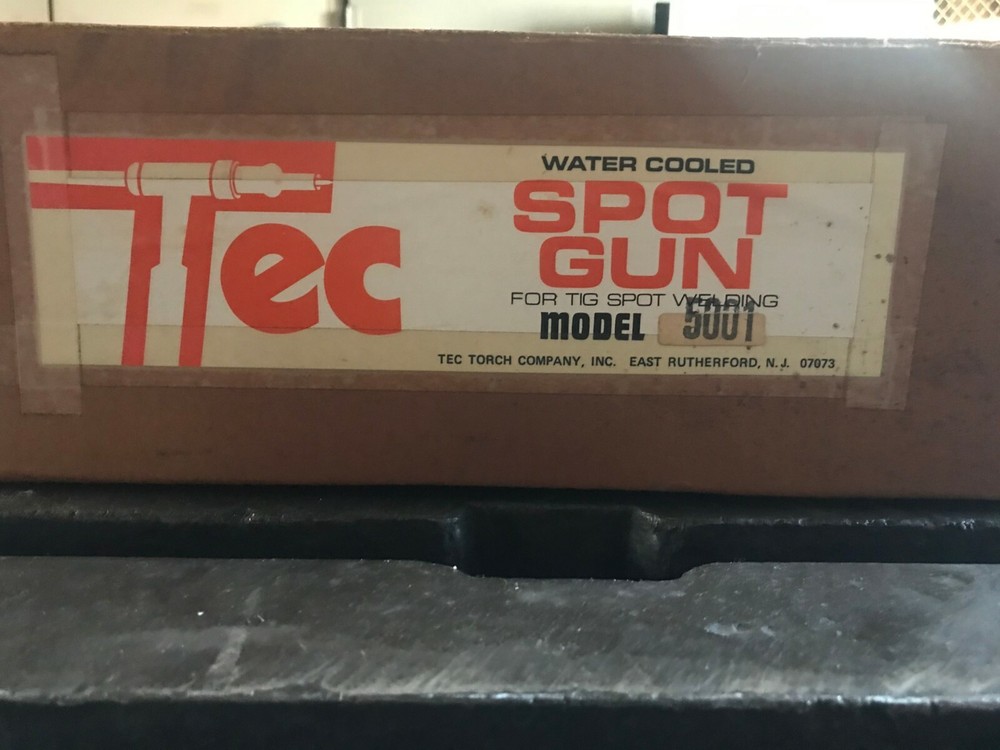 Tec
WATER COOLED
SPOT
GUN
FOR TIG SPOT WELDING
MODEL 5001
TEC TORCH COMPANY, INC. EAST RUTHERFORD, N.J. 07073